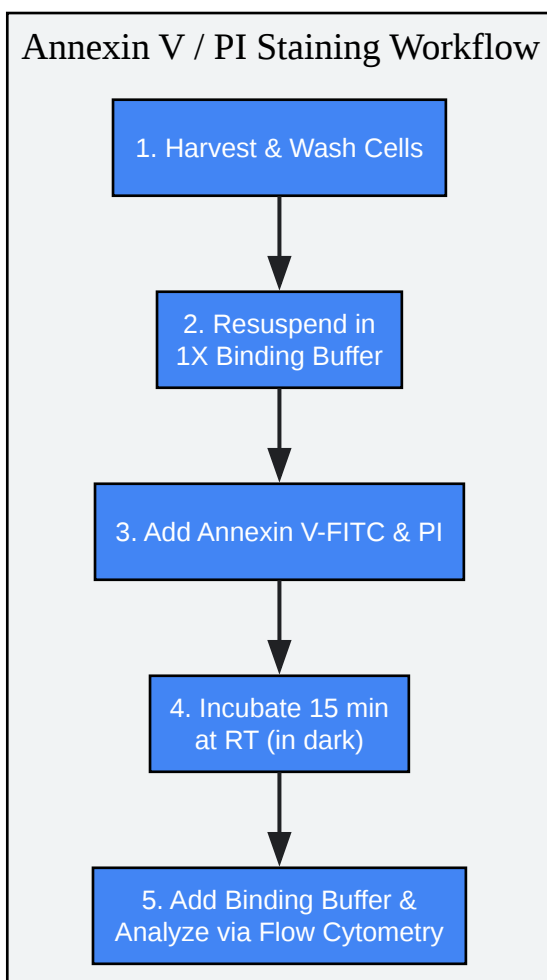 Annexin V / PI Staining Workflow
1. Harvest & Wash Cells
2. Resuspend in
1X Binding Buffer
3. Add Annexin V-FITC & PI
4. Incubate 15 min
at RT (in dark)
5. Add Binding Buffer &
Analyze via Flow Cytometry